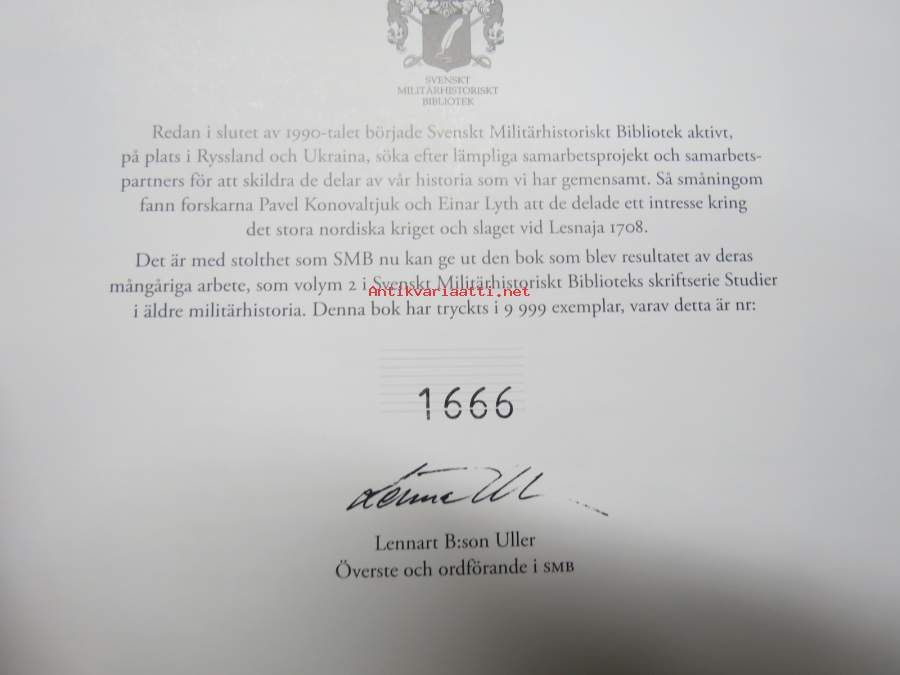 SVENSKT
MILITÄRHISTORISKT
BIBLIOTEK
Redan i slutet av 1990-talet började Svenskt Militärhistoriskt Bibliotek aktivt,
på plats i Ryssland och Ukraina, söka efter lämpliga samarbetsprojekt och samarbets-
partners för att skildra de delar av vår historia som vi har gemensamt. Så småningom
fann forskarna Pavel Konovaltjuk och Einar Lyth att de delade ett intresse kring
det stora nordiska kriget och slaget vid Lesnaja 1708.
Det är med stolthet som SMB nu kan ge ut den bok som blev resultatet av deras
mångåriga arbete, som volym 2 i Svenskt Militärhistoriskt Biblioteks skriftserie Studier
Antikvariaatti.net
i äldre militärhistoria. Denna bok har tryckts i 9 999 exemplar, varav detta är nr:
1666
Lennart B:son Uller
Överste och ordförande i SMB